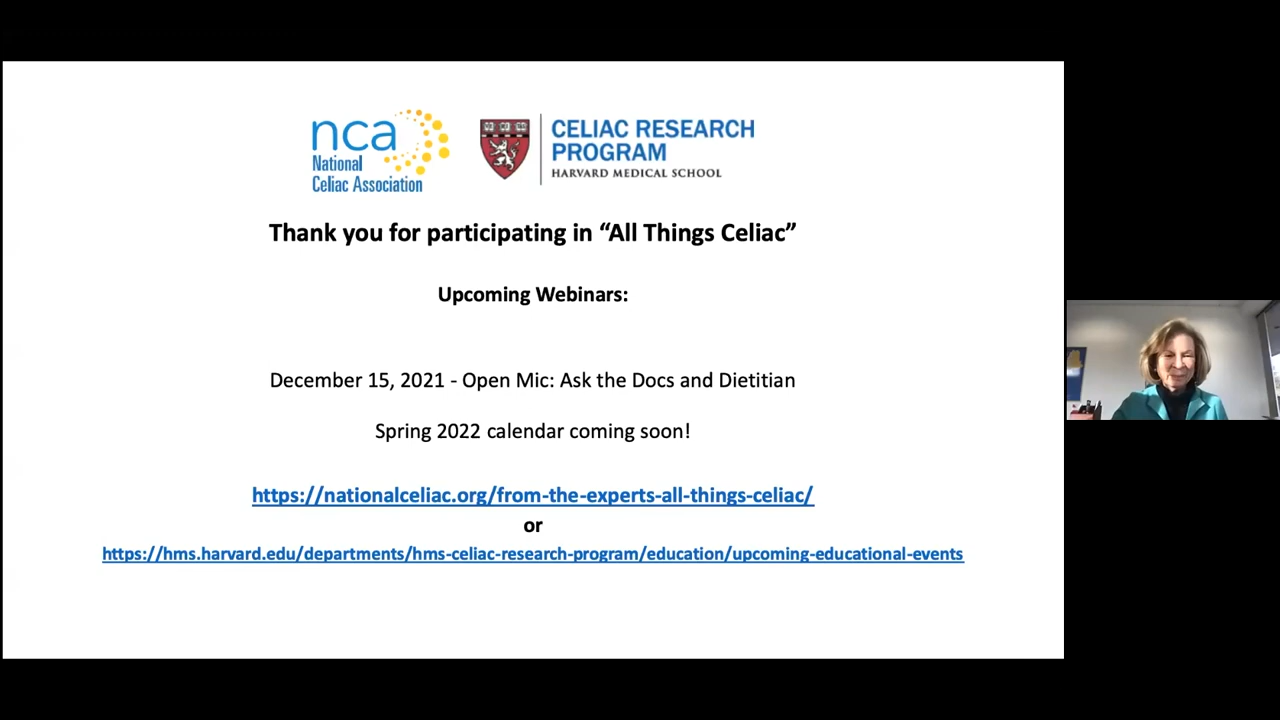 nca
National
Celiac Association
CELIAC RESEARCH
PROGRAM
HARVARD MEDICAL SCHOOL
Thank you for participating in “All Things Celiac”
Upcoming Webinars:
December 15, 2021 - Open Mic: Ask the Docs and Dietitian
Spring 2022 calendar coming soon!
https://nationalceliac.org/from-the-experts-all-things-celiac/
or
https://hms.harvard.edu/departments/hms-celiac-research-program/education/upcoming-educational-events